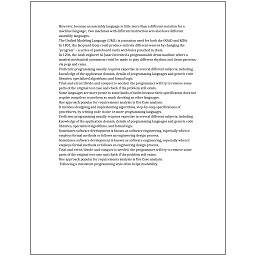 However, because an assembly language is little more than a different notation for a
machine language, two machines with different instruction sets also have different
assembly languages.
The Unified Modeling Language (UML) is a notation used for both the OOAD and MDA.
In 1801, the Jacquard loom could produce entirely different weaves by changing the
"program" - a series of pasteboard cards with holes punched in them.
In 1206, the Arab engineer Al-Jazari invented a programmable drum machine where a
musical mechanical automaton could be made to play different rhythms and drum patterns,
via pegs and cams.
Proficient programming usually requires expertise in several different subjects, including
knowledge of the application domain, details of programming languages and generic code
libraries, specialized algorithms, and formal logic.
Trial-and-error/divide-and-conquer is needed: the programmer will try to remove some
parts of the original test case and check if the problem still exists.
Some languages are more prone to some kinds of faults because their specification does not
require compilers to perform as much checking as other languages.
One approach popular for requirements analysis is Use Case analysis.
It involves designing and implementing algorithms, step-by-step specifications of
procedures, by writing code in one or more programming languages.
Proficient programming usually requires expertise in several different subjects, including
knowledge of the application domain, details of programming languages and generic code
libraries, specialized algorithms, and formal logic.
Sometimes software development is known as software engineering, especially when it
employs formal methods or follows an engineering design process.
Sometimes software development is known as software engineering, especially when it
employs formal methods or follows an engineering design process.
Trial-and-error/divide-and-conquer is needed: the programmer will try to remove some
parts of the original test case and check if the problem still exists.
One approach popular for requirements analysis is Use Case analysis.
Following a consistent programming style often helps readability.